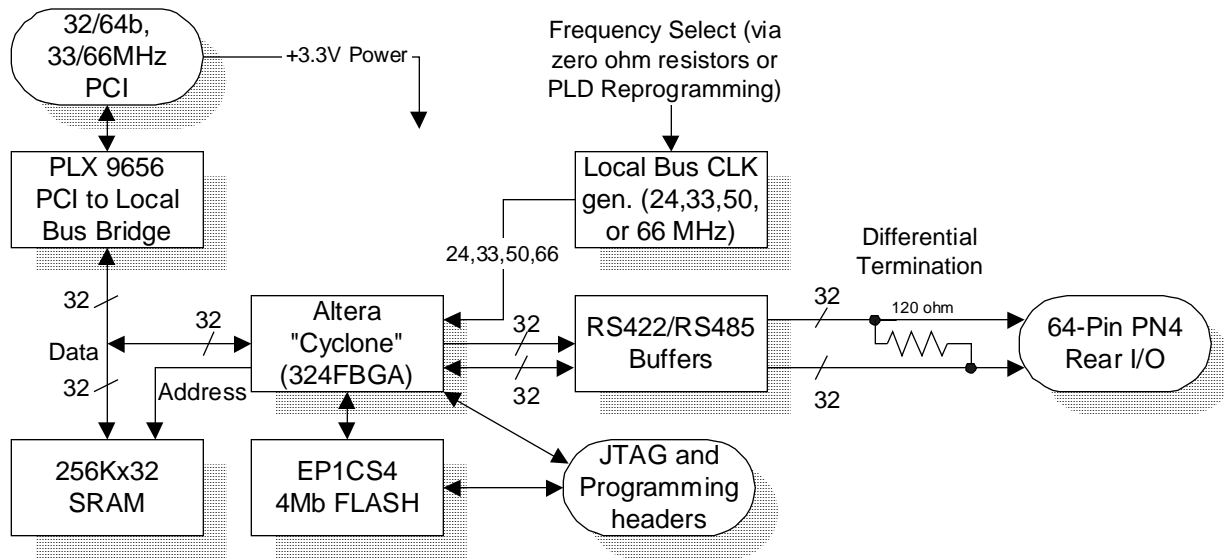 32/64b,
33/66MHz
PCI
+3.3V Power
Frequency Select (via
zero ohm resistors or
PLD Reprogramming)
PLX 9656
PCI to Local
Bus Bridge
Local Bus CLK
gen. (24,33,50,
or 66 MHz)
24,33,50,66
Differential
Termination
32
32
Data
32
Address
Altera
"Cyclone"
(324FBGA)
32
32
RS422/RS485
Buffers
32
120 ohm
32
64-Pin PN4
Rear I/O
256Kx32
SRAM
EP1CS4
4Mb FLASH
JTAG and
Programming
headers